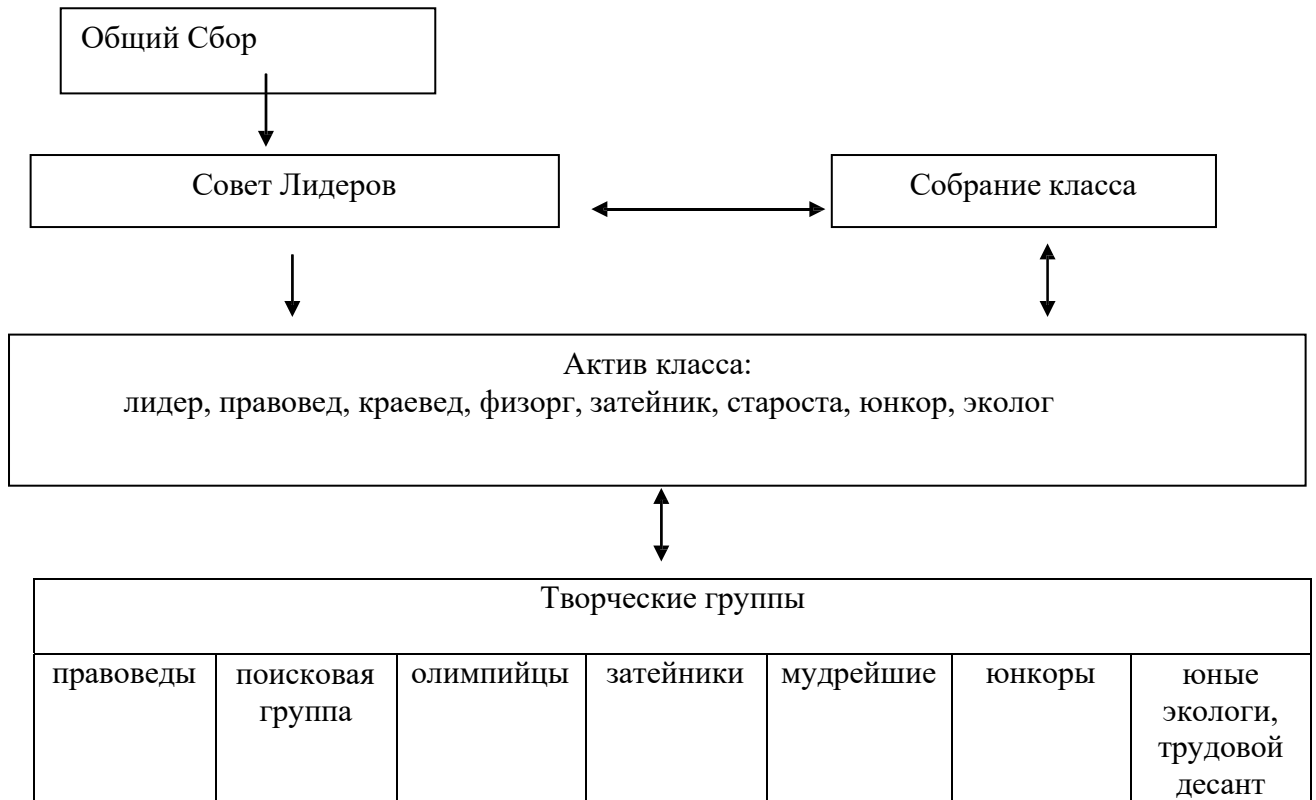 Общий Сбор
Совет Лидеров
Собрание класса
Актив класса:
лидер, правовед, краевед, физорг, затейник, староста, юнкор, эколог
Творческие группы
правоведы
поисковая
группа
олимпийцы
затейники
мудрейшие
юнкоры
юные
экологи,
трудовой
десант